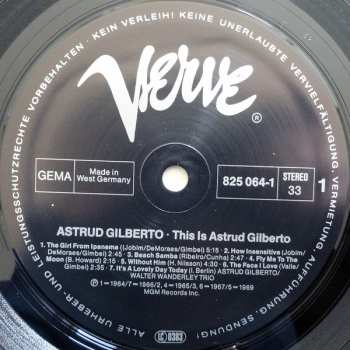 ALLE URHEBER- UND LEISTUNGSSCHUTZRECHTE VORBEHALTEN · KEIN VERLEIH! KEINE UNERLAUBTE VERVIELFÄLTIGUNG, VERMIETUNG, AUFFÜHRUNG, SENDUNG!
VERVE
®
GEMA
Made in
West Germany
825 064-1
STEREO
33
1
ASTRUD GILBERTO · This Is Astrud Gilberto
1. The Girl From Ipanema (Jobim/DeMoraes/Gimbel) 5:15 · 2. How Insensitive (Jobim/
DeMoraes/Gimbel) 2:45 · 3. Beach Samba (Ribeiro/Cunha) 2:45 · 4. Fly Me To The
Moon (B. Howard) 2:15 · 5. Without Him (H. Nilsson) 4:30 · 6. The Face I Love (Valle/
Gimbel) 2:35 · 7. It's A Lovely Day Today (I. Berlin) ASTRUD GILBERTO/
WALTER WANDERLEY TRIO
Ⓟ 1=1964/7=1966/2, 4=1965/3, 6=1967/5=1969
MGM Records Inc.
LC 0383